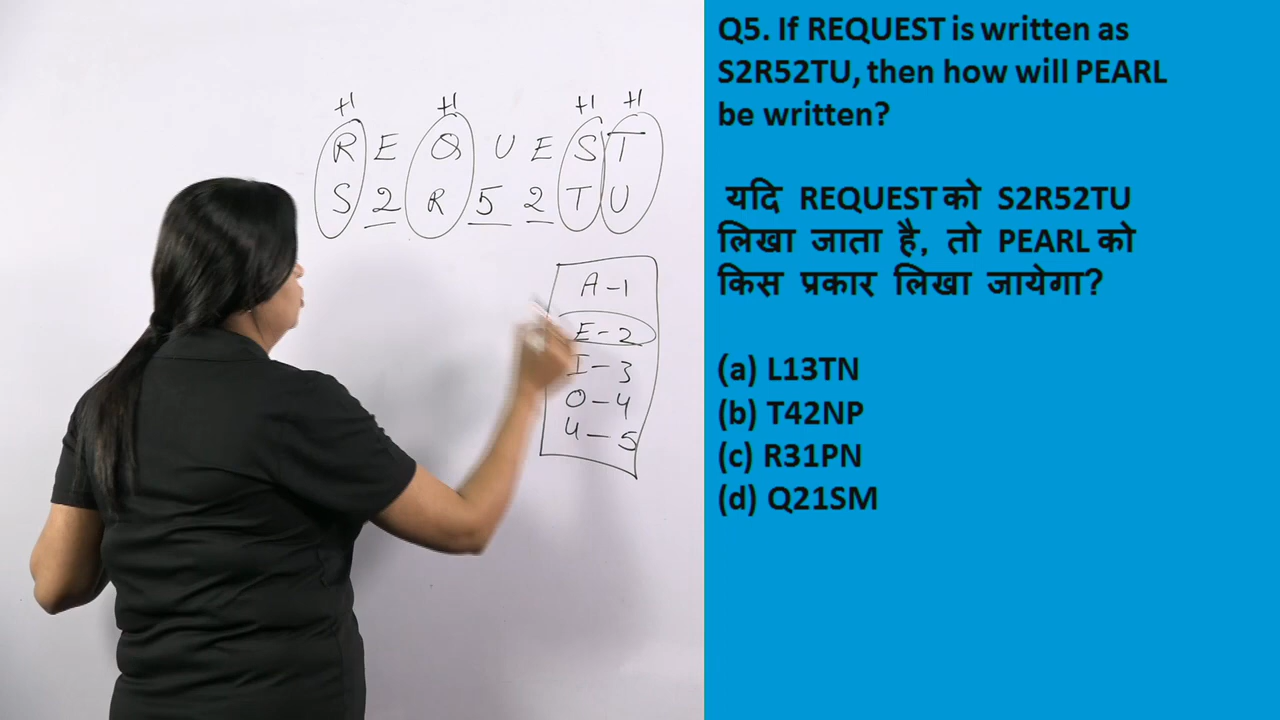 +1 +1 +1 +1
R E Q U E S T
S 2 R 5 2 T U
A-1
E-2
I-3
O-4
U-5
Q5. If REQUEST is written as
S2R52TU, then how will PEARL
be written?
यदि REQUEST को S2R52TU
लिखा जाता है, तो PEARL को
किस प्रकार लिखा जायेगा?
(a) L13TN
(b) T42NP
(c) R31PN
(d) Q21SM